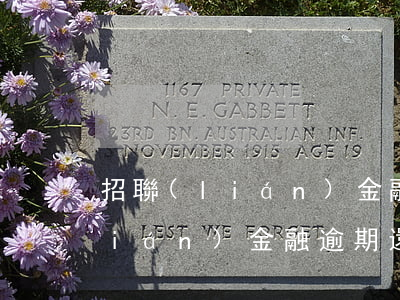 1167 PRIVATE
N. E. GABBETT
23RD BN. AUSTRALIAN INF.
NOVEMBER 1915 AGE 19
招聯(lián)金融
LEST WE FORGET
ián)金融逾期還